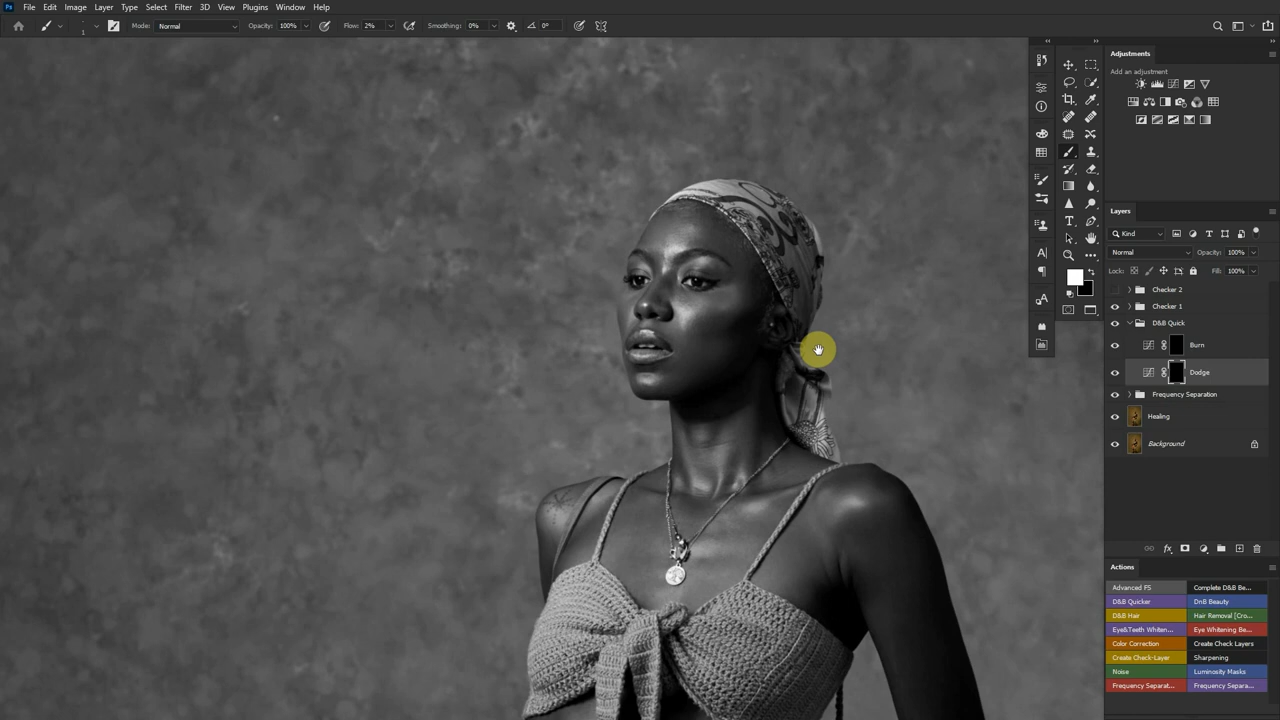 Ps File Edit Image Layer Type Select Filter 3D View Plugins Window Help
1 Mode: Normal Opacity: 100% Flow: 2% Smoothing: 0% 0°
Adjustments
Add an adjustment
Layers
Kind
Normal Opacity: 100%
Lock: Fill: 100%
Checker 2
Checker 1
D&B Quick
Burn
Dodge
Frequency Separation
Healing
Background
Actions
Advanced FS Complete D&B Be...
D&B Quicker DnB Beauty
D&B Hair Hair Removal [Cro...
Eye&Teeth Whiten... Eye Whitening Be...
Color Correction Create Check Layers
Create Check-Layer Sharpening
Noise Luminosity Masks
Frequency Separat... Frequency Separa...